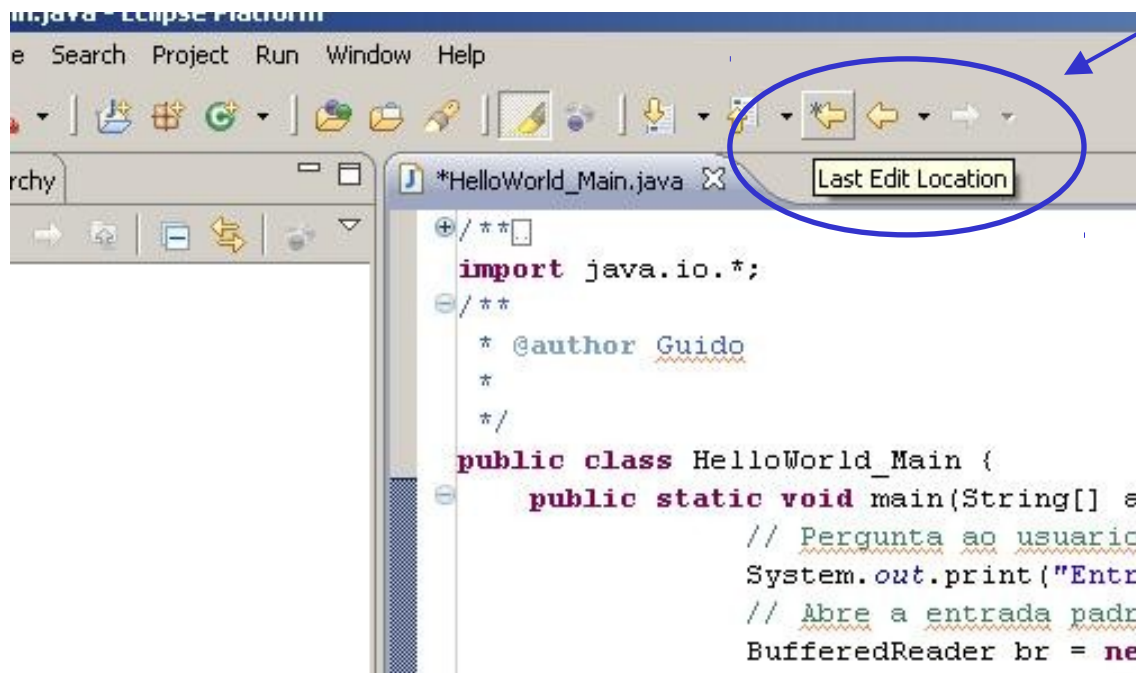 in.java - Eclipse Platform
e Search Project Run Window Help
rchy
*HelloWorld_Main.java
Last Edit Location
/**
import java.io.*;
/**
* @author Guido
*
*/
public class HelloWorld_Main {
public static void main(String[] a
// Pergunta ao usuario
System.out.print("Entr
// Abre a entrada padr
BufferedReader br = ne